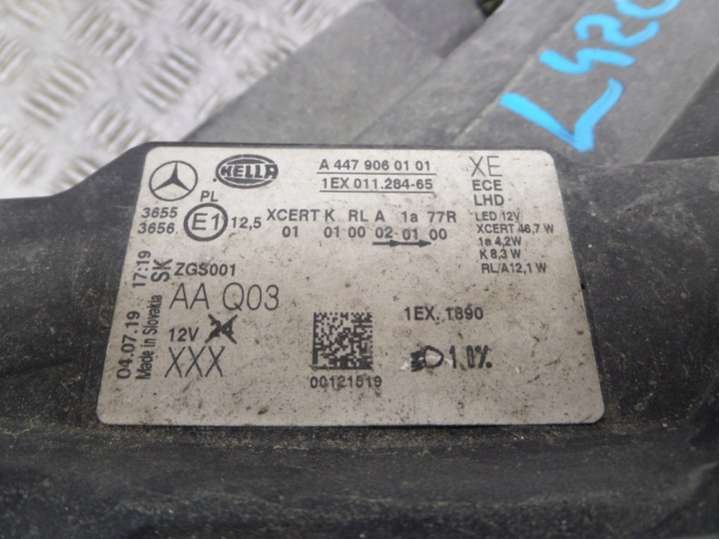 L420
HELLA
A 447 906 01 01
XE
1EX 011.284-65
ECE
LHD
PL
3655
3656
E1
12,5
XCERT K RL A 1a 77R
01 01 00 02 01 00
LED 12V
XCERT 46,7 W
1a 4,2W
K 8,3 W
RL/A12,1 W
04.07.19 17:19
Made in Slovakia SK
ZGS001
AA Q03
12V 24
XXX
00121519
1EX. 1890
1.0%